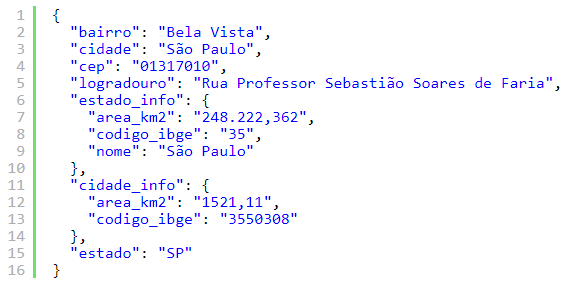 1 {
2 "bairro": "Bela Vista",
3 "cidade": "São Paulo",
4 "cep": "01317010",
5 "logradouro": "Rua Professor Sebastião Soares de Faria",
6 "estado_info": {
7 "area_km2": "248.222,362",
8 "codigo_ibge": "35",
9 "nome": "São Paulo"
10 },
11 "cidade_info": {
12 "area_km2": "1521,11",
13 "codigo_ibge": "3550308"
14 },
15 "estado": "SP"
16 }